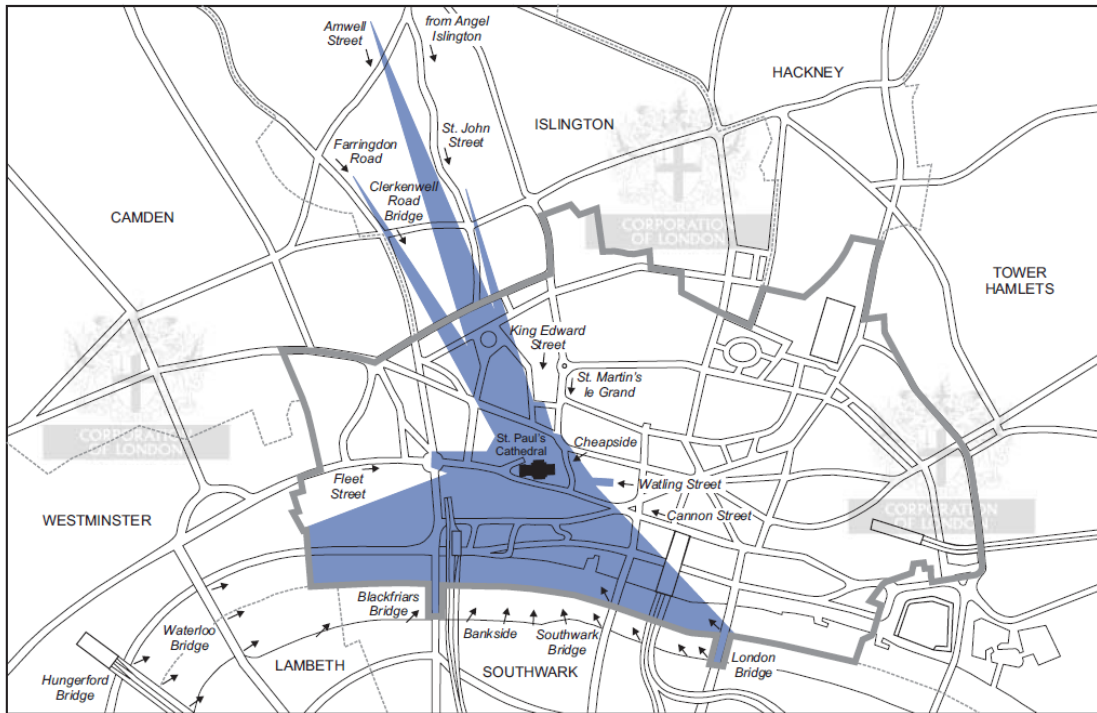 Amwell
Street
from Angel
Islington
HACKNEY
ISLINGTON
St. John
Street
Farringdon
Road
Clerkenwell
Road
Bridge
CAMDEN
CORPORATION
OF LONDON
TOWER
HAMLETS
King Edward
Street
St. Martin's
le Grand
CORPORATION
OF LONDON
CORPORATION
OF LONDON
St. Paul's
Cathedral
Cheapside
Fleet
Street
Watling Street
WESTMINSTER
Cannon Street
Blackfriars
Bridge
Waterloo
Bridge
Bankside
Southwark
Bridge
LAMBETH
SOUTHWARK
London
Bridge
Hungerford
Bridge